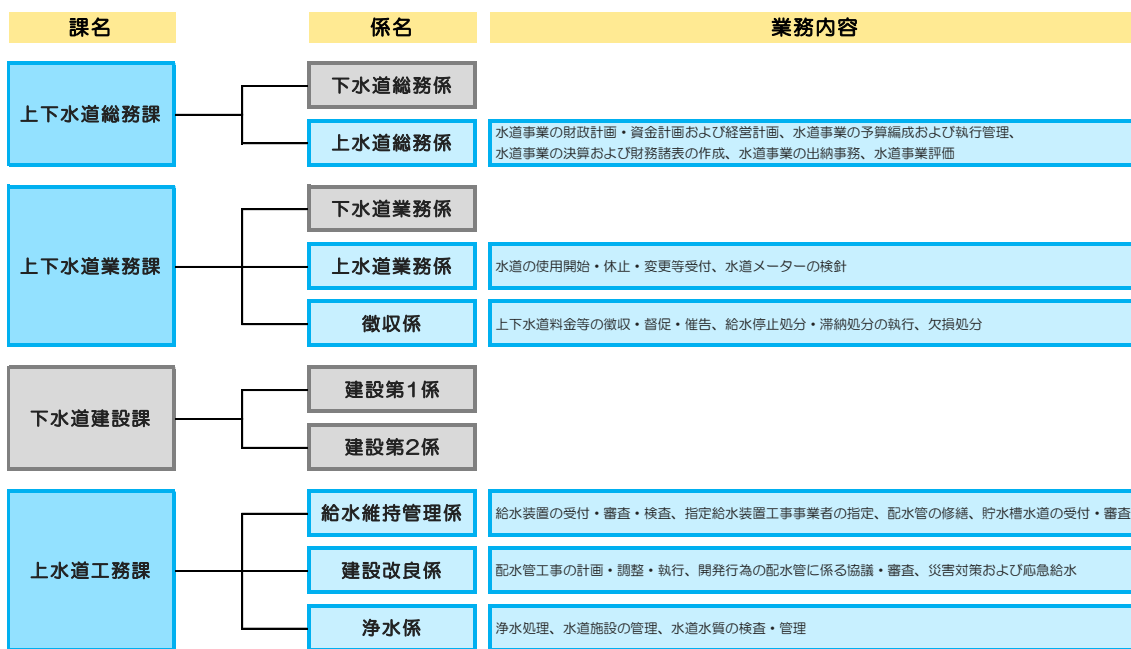 課名 係名 業務内容
上下水道総務課
下水道総務係
上水道総務係
水道事業の財政計画・資金計画および経営計画、水道事業の予算編成および執行管理、
水道事業の決算および財務諸表の作成、水道事業の出納事務、水道事業評価
上下水道業務課
下水道業務係
上水道業務係
水道の使用開始・休止・変更等受付、水道メーターの検針
徴収係
上下水道料金等の徴収・督促・催告、給水停止処分・滞納処分の執行、欠損処分
下水道建設課
建設第1係
建設第2係
上水道工務課
給水維持管理係
給水装置の受付・審査・検査、指定給水装置工事事業者の指定、配水管の修繕、貯水槽水道の受付・審査
建設改良係
配水管工事の計画・調整・執行、開発行為の配水管に係る協議・審査、災害対策および応急給水
浄水係
浄水処理、水道施設の管理、水道水質の検査・管理